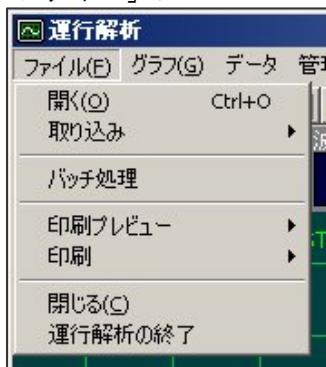 運行解析
ファイル(F) グラフ(G) データ 管理
開く(O) Ctrl+O
取り込み
バッチ処理
印刷プレビュー
印刷
閉じる(C)
運行解析の終了